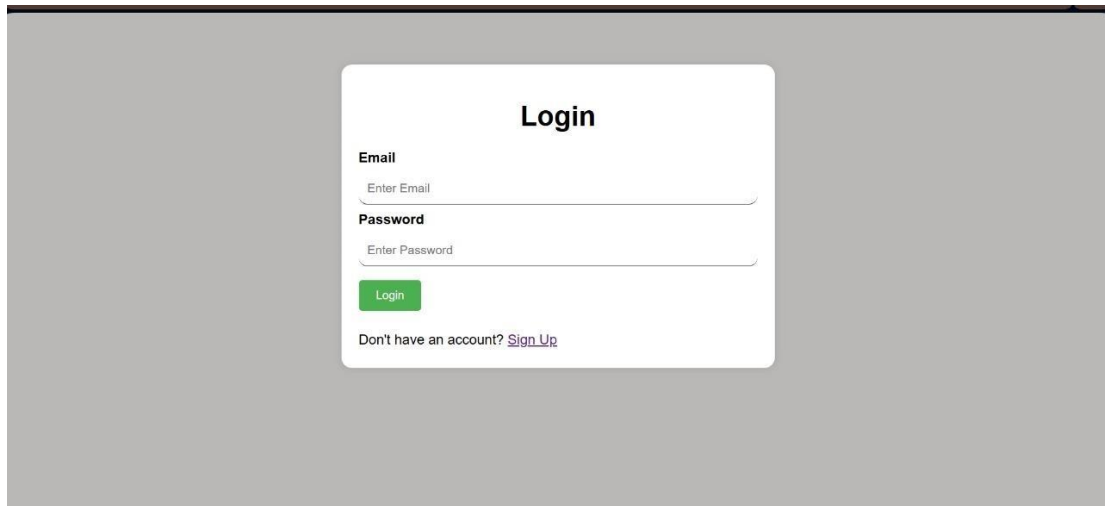 Login
Email
Enter Email
Password
Enter Password
Login
Don't have an account? Sign Up